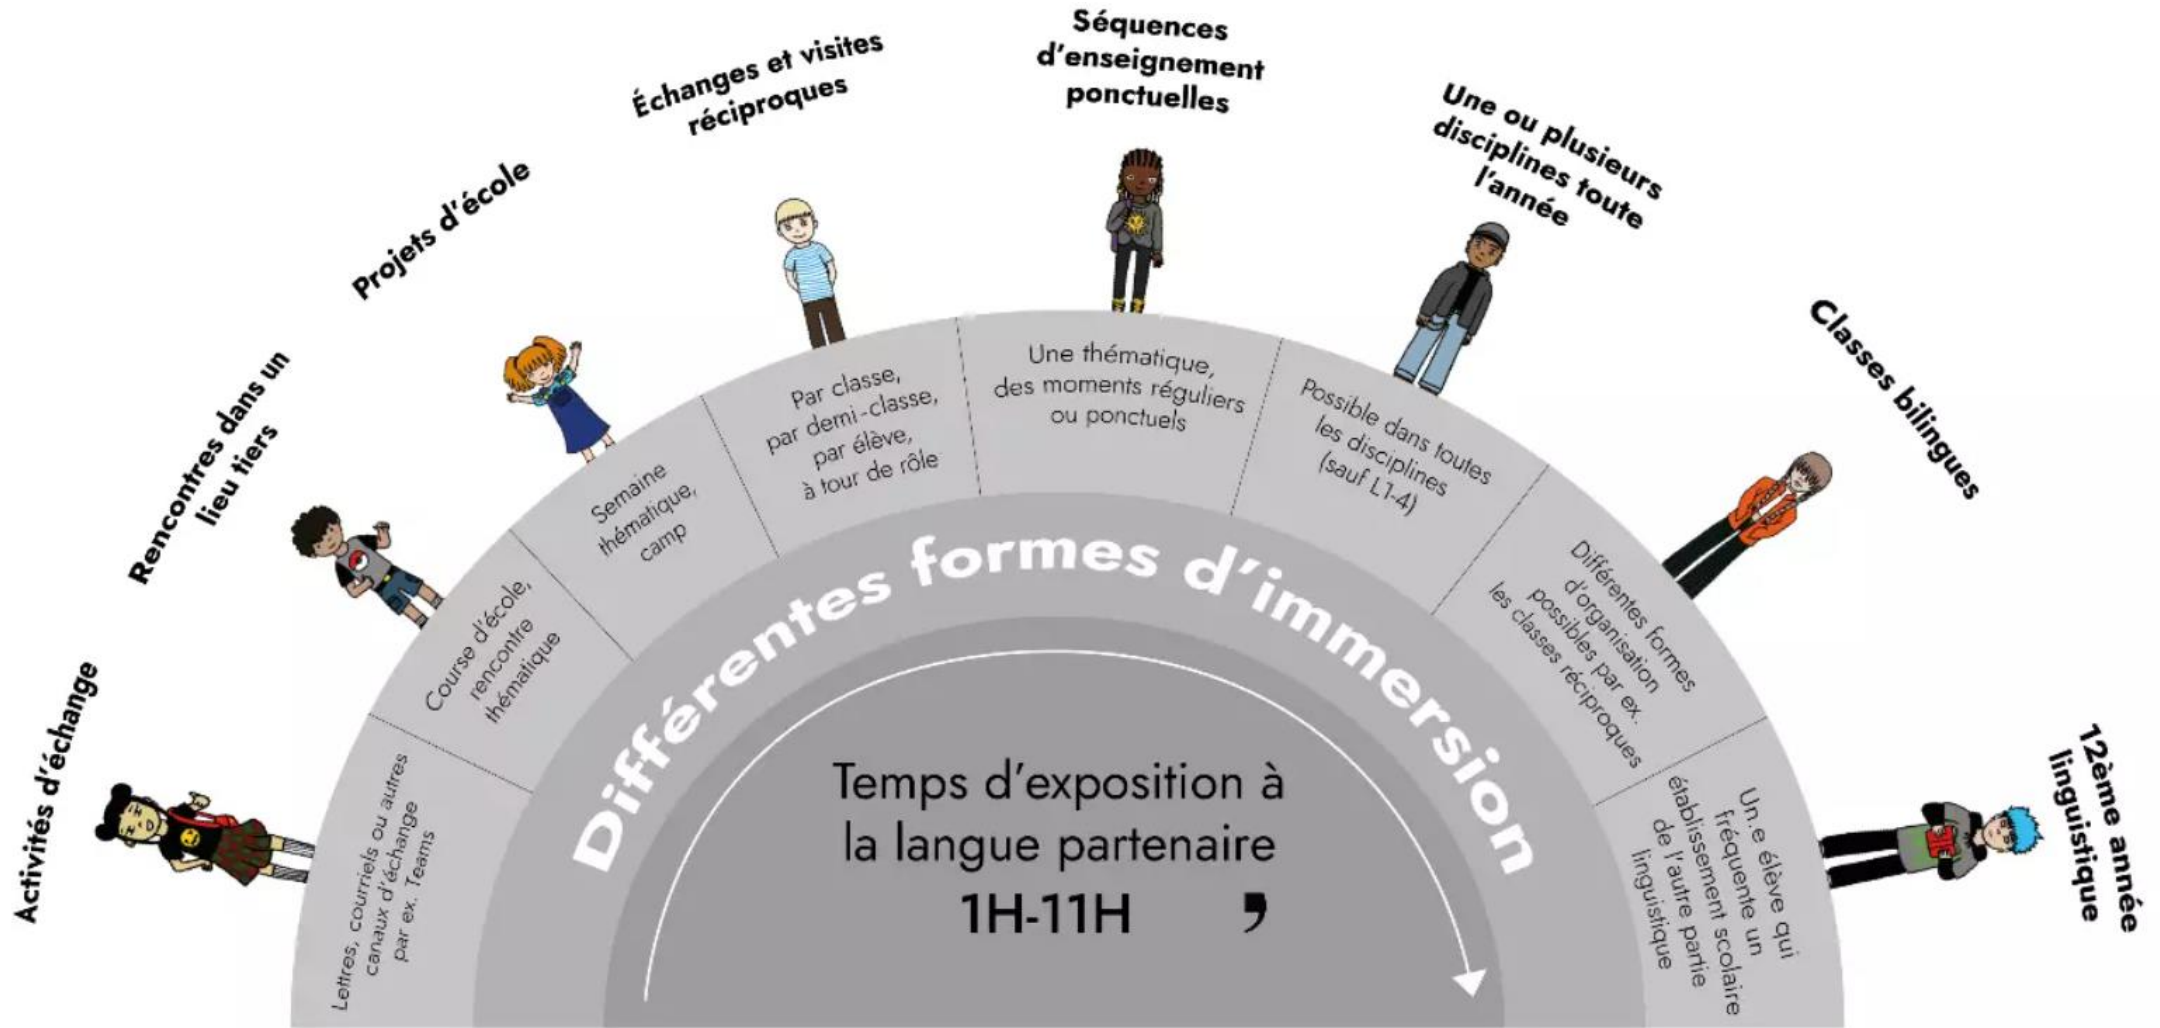 Activités d'échange
Lettres, courriels ou autres
canaux d'échange
par ex. Teams
Rencontres dans un
lieu tiers
Course d'école,
rencontre
thématique
Projets d'école
Semaine
thématique,
camp
Échanges et visites
réciproques
Par classe,
par demi-classe,
par élève,
à tour de rôle
Séquences
d'enseignement
ponctuelles
Une thématique,
des moments réguliers
ou ponctuels
Une ou plusieurs
disciplines toute
l'année
Possible dans toutes
les disciplines
(sauf L1-4)
Classes bilingues
Différentes formes
d'organisation
possibles par ex.
les classes réciproques
12ème année
linguistique
Un.e élève qui
fréquente un
établissement scolaire
de l'autre partie
linguistique
Différentes formes d'immersion
Temps d'exposition à
la langue partenaire
1H-11H ,